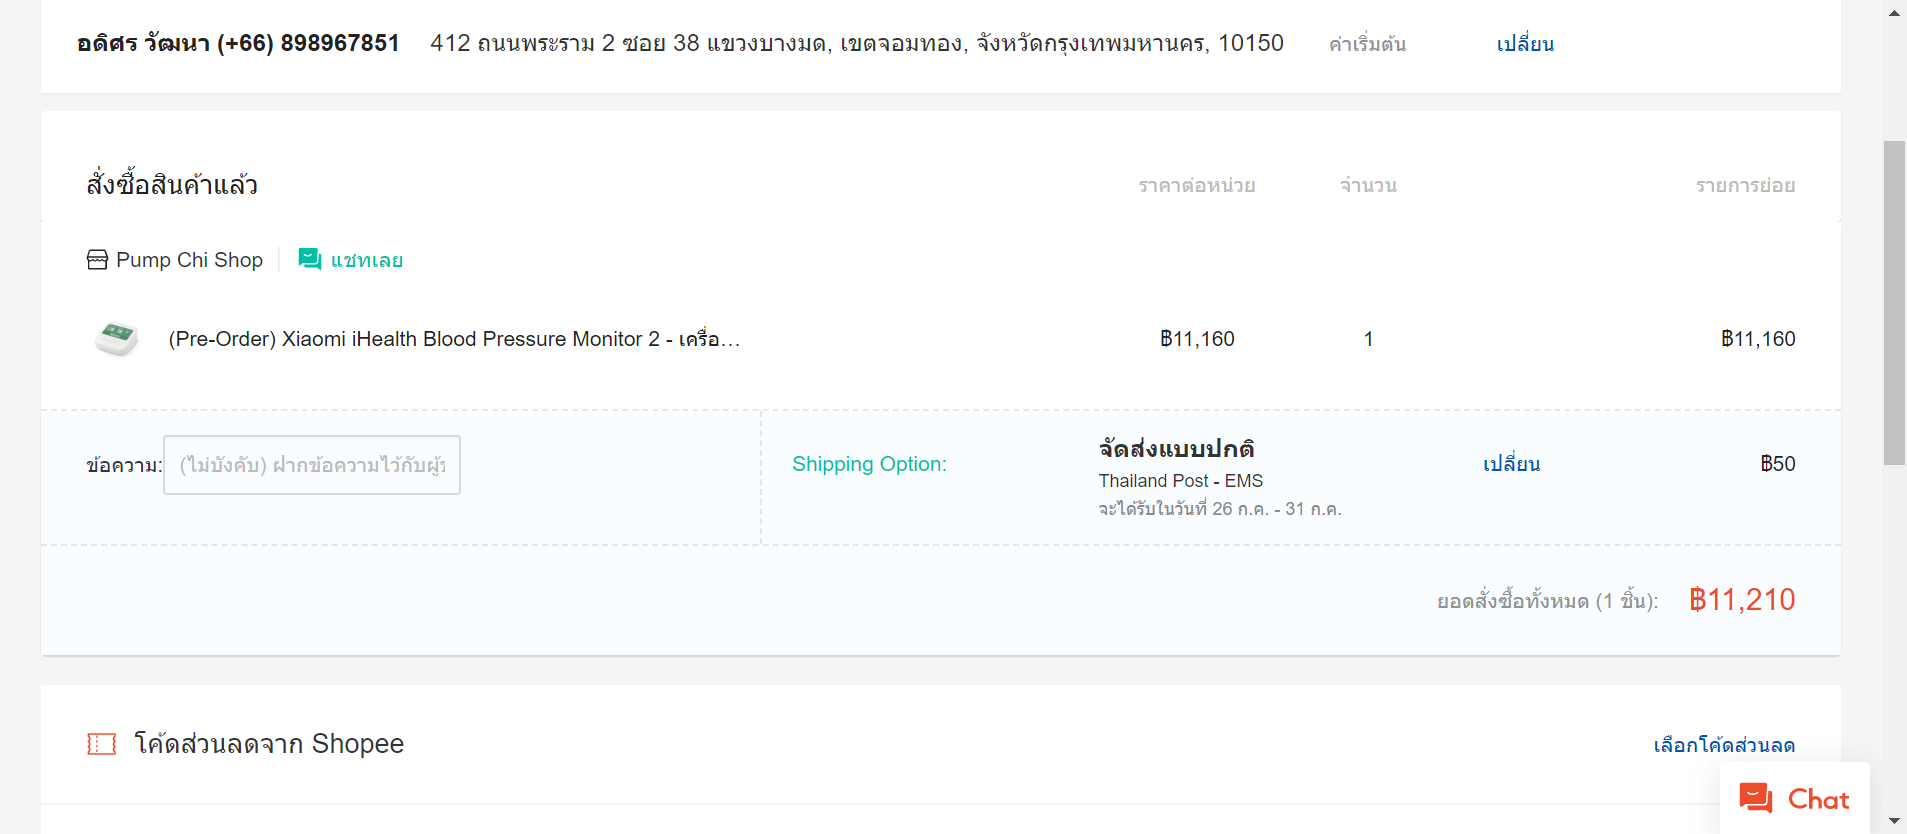 อดิศร วัฒนา (+66) 898967851 412 ถนนพระราม 2 ซอย 38 แขวงบางมด, เขตจอมทอง, จังหวัดกรุงเทพมหานคร, 10150 ค่าเริ่มต้น เปลี่ยน
สั่งซื้อสินค้าแล้ว ราคาต่อหน่วย จำนวน รายการย่อย
Pump Chi Shop แชทเลย
(Pre-Order) Xiaomi iHealth Blood Pressure Monitor 2 - เครื่อ… ฿11,160 1 ฿11,160
ข้อความ: (ไม่บังคับ) ฝากข้อความไว้กับผู้ข Shipping Option: จัดส่งแบบปกติ เปลี่ยน ฿50
Thailand Post - EMS
จะได้รับในวันที่ 26 ก.ค. - 31 ก.ค.
ยอดสั่งซื้อทั้งหมด (1 ชิ้น): ฿11,210
โค้ดส่วนลดจาก Shopee เลือกโค้ดส่วนลด
Chat